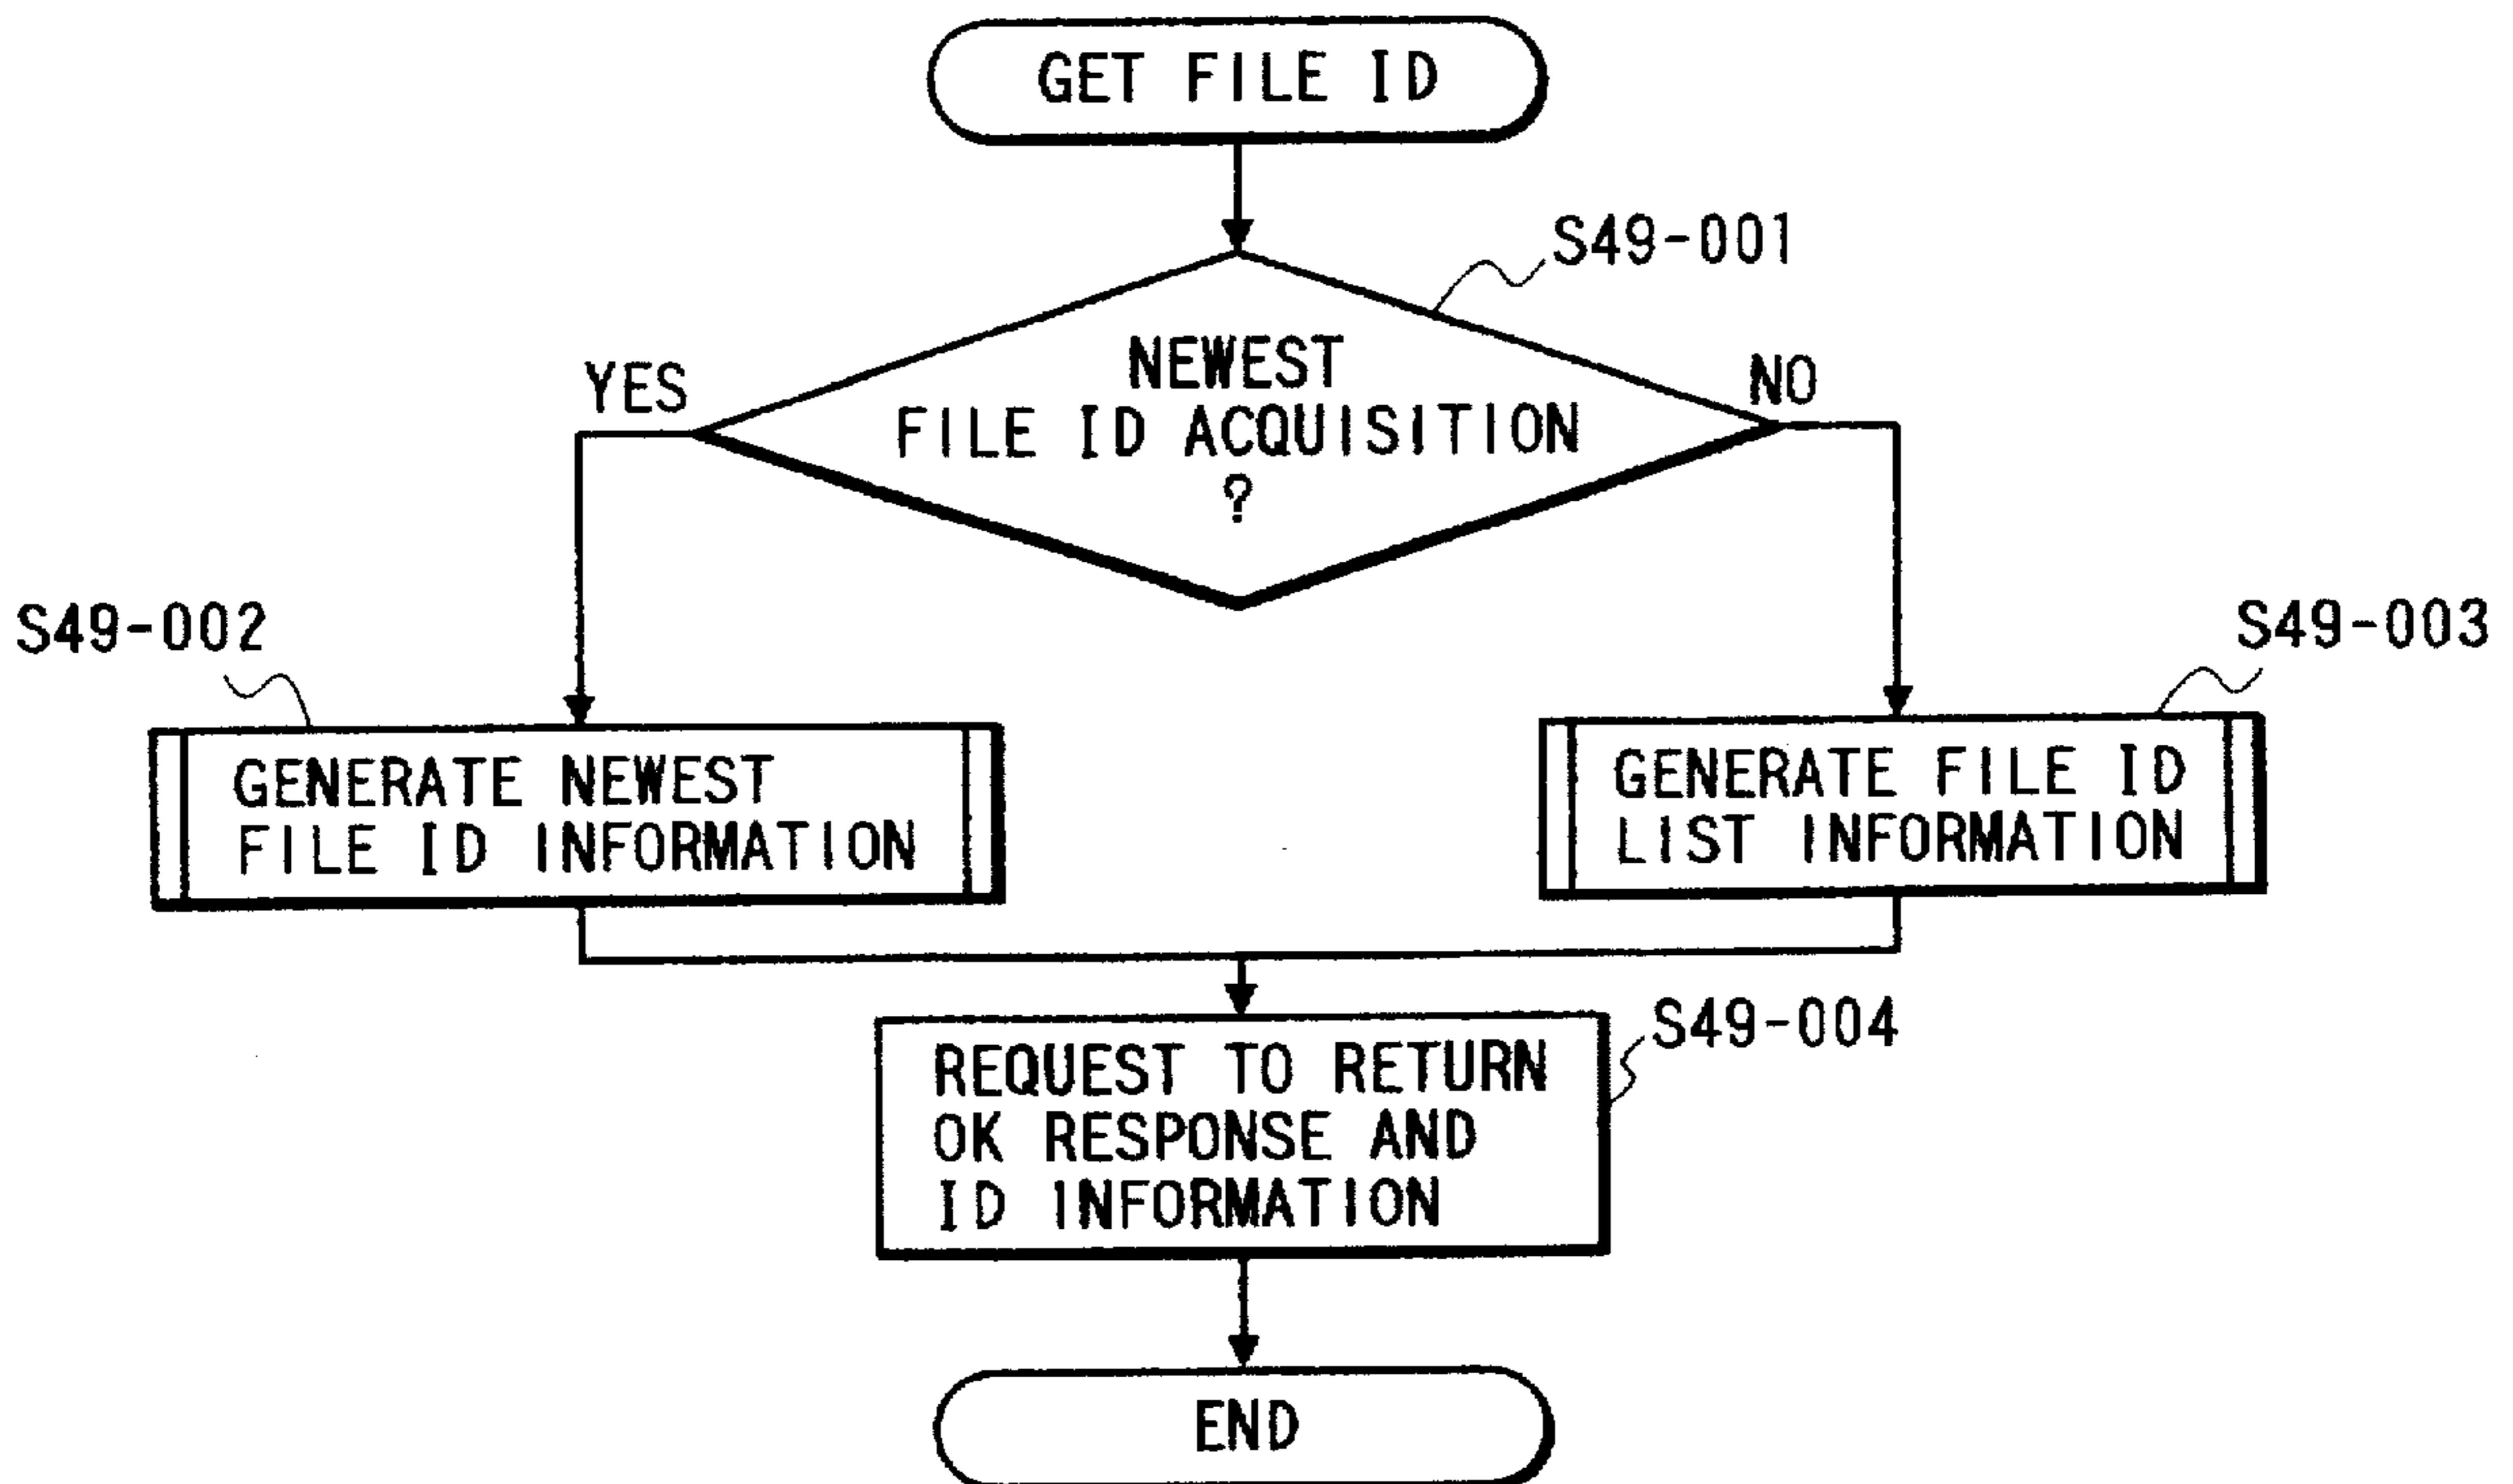 GET FILE ID
S49-001
NEWEST
FILE ID ACQUISITION
?
YES
NO
S49-002
S49-003
GENERATE NEWEST
FILE ID INFORMATION
GENERATE FILE ID
LIST INFORMATION
S49-004
REQUEST TO RETURN
OK RESPONSE AND
ID INFORMATION
END